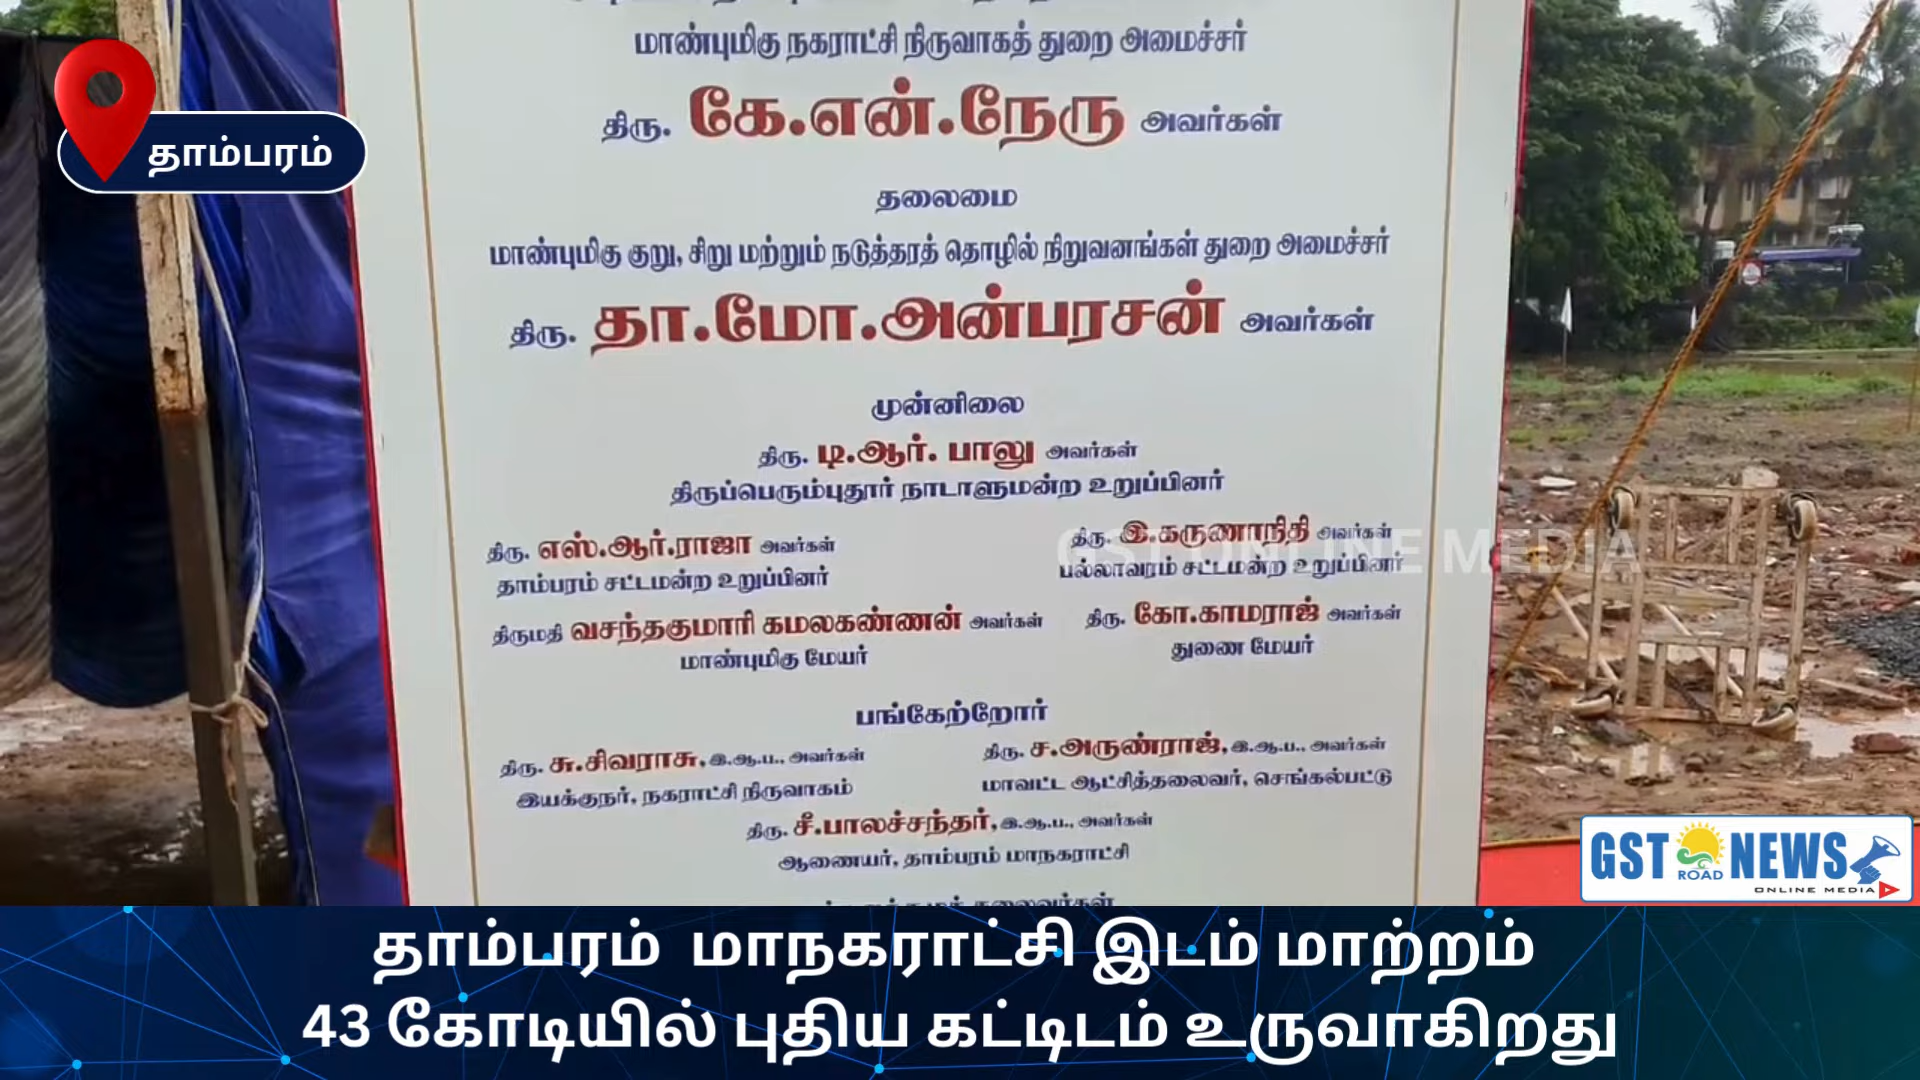 மாண்புமிகு நகராட்சி நிருவாகத் துறை அமைச்சர்
திரு. கே.என்.நேரு அவர்கள்
தாம்பரம்
தலைமை
மாண்புமிகு குறு, சிறு மற்றும் நடுத்தரத் தொழில் நிறுவனங்கள் துறை அமைச்சர்
திரு. தா.மோ.அன்பரசன் அவர்கள்
முன்னிலை
திரு. டி.ஆர். பாலு அவர்கள்
திருப்பெரும்புதூர் நாடாளுமன்ற உறுப்பினர்
திரு. எஸ்.ஆர்.ராஜா அவர்கள்
தாம்பரம் சட்டமன்ற உறுப்பினர்
திரு. இ.கருணாநிதி அவர்கள்
பல்லாவரம் சட்டமன்ற உறுப்பினர்
GST ONLINE MEDIA
திருமதி வசந்தகுமாரி கமலகண்ணன் அவர்கள்
மாண்புமிகு மேயர்
திரு. கோ.காமராஜ் அவர்கள்
துணை மேயர்
பங்கேற்றோர்
திரு. சு.சிவராசு, இ.ஆ.ப., அவர்கள்
இயக்குநர், நகராட்சி நிருவாகம்
திரு. ச.அருண்ராஜ், இ.ஆ.ப., அவர்கள்
மாவட்ட ஆட்சித்தலைவர், செங்கல்பட்டு
திரு. சீ.பாலச்சந்தர், இ.ஆ.ப., அவர்கள்
ஆணையர், தாம்பரம் மாநகராட்சி
GST ROAD NEWS
ONLINE MEDIA
தாம்பரம் மாநகராட்சி இடம் மாற்றம்
43 கோடியில் புதிய கட்டிடம் உருவாகிறது